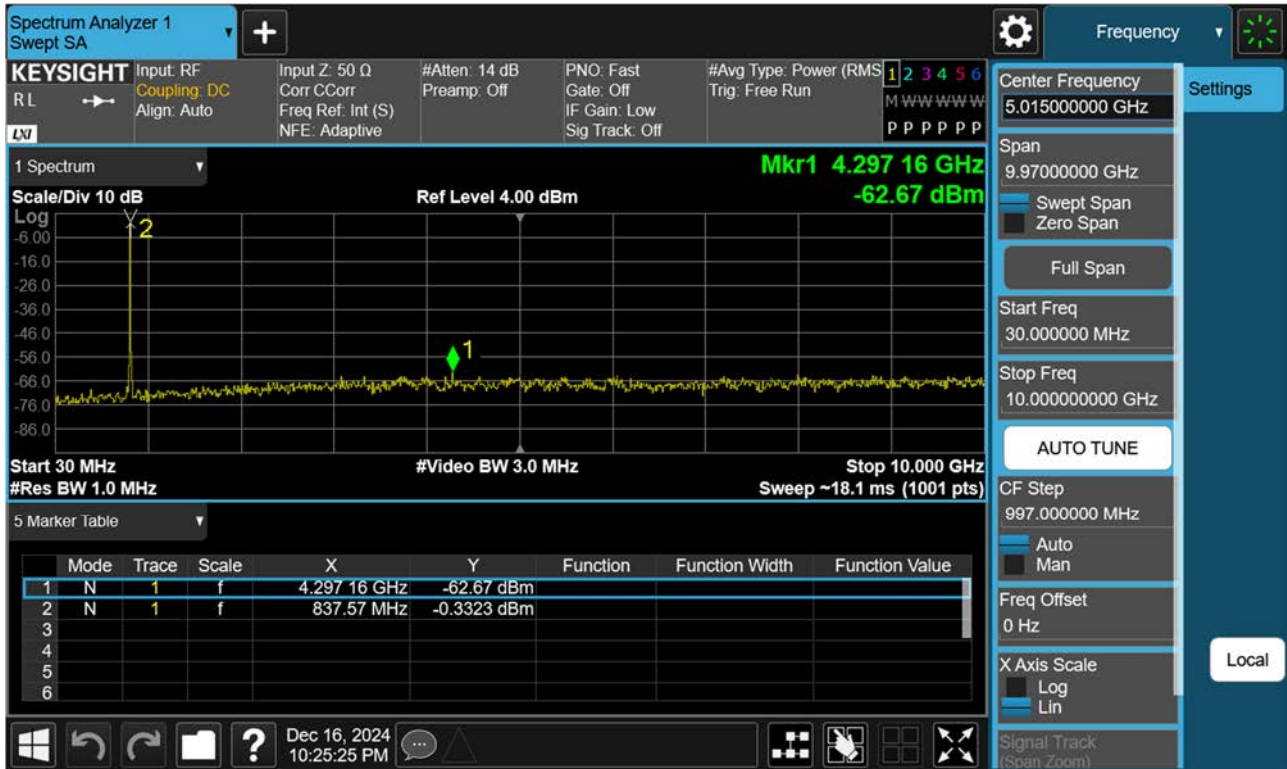 Spectrum Analyzer 1
Swept SA
+
Frequency
KEYSIGHT
RL
LXI
Input: RF
Coupling: DC
Align: Auto
Input Z: 50 Ω
Corr CCorr
Freq Ref: Int (S)
NFE: Adaptive
#Atten: 14 dB
Preamp: Off
PNO: Fast
Gate: Off
IF Gain: Low
Sig Track: Off
#Avg Type: Power (RMS
Trig: Free Run
1 2 3 4 5 6
M W W W W W
P P P P P P
1 Spectrum
Mkr1 4.297 16 GHz
-62.67 dBm
Scale/Div 10 dB
Ref Level 4.00 dBm
Log
-6.00
-16.0
-26.0
-36.0
-46.0
-56.0
-66.0
-76.0
-86.0
2
1
Start 30 MHz
#Video BW 3.0 MHz
Stop 10.000 GHz
#Res BW 1.0 MHz
Sweep ~18.1 ms (1001 pts)
5 Marker Table
Mode Trace Scale X Y Function Function Width Function Value
1 N 1 f 4.297 16 GHz -62.67 dBm
2 N 1 f 837.57 MHz -0.3323 dBm
3
4
5
6
?
Dec 16, 2024
10:25:25 PM
Center Frequency
5.015000000 GHz
Span
9.97000000 GHz
Swept Span
Zero Span
Full Span
Start Freq
30.000000 MHz
Stop Freq
10.000000000 GHz
AUTO TUNE
CF Step
997.000000 MHz
Auto
Man
Freq Offset
0 Hz
X Axis Scale
Log
Lin
Signal Track
(Span Zoom)
Settings
Local